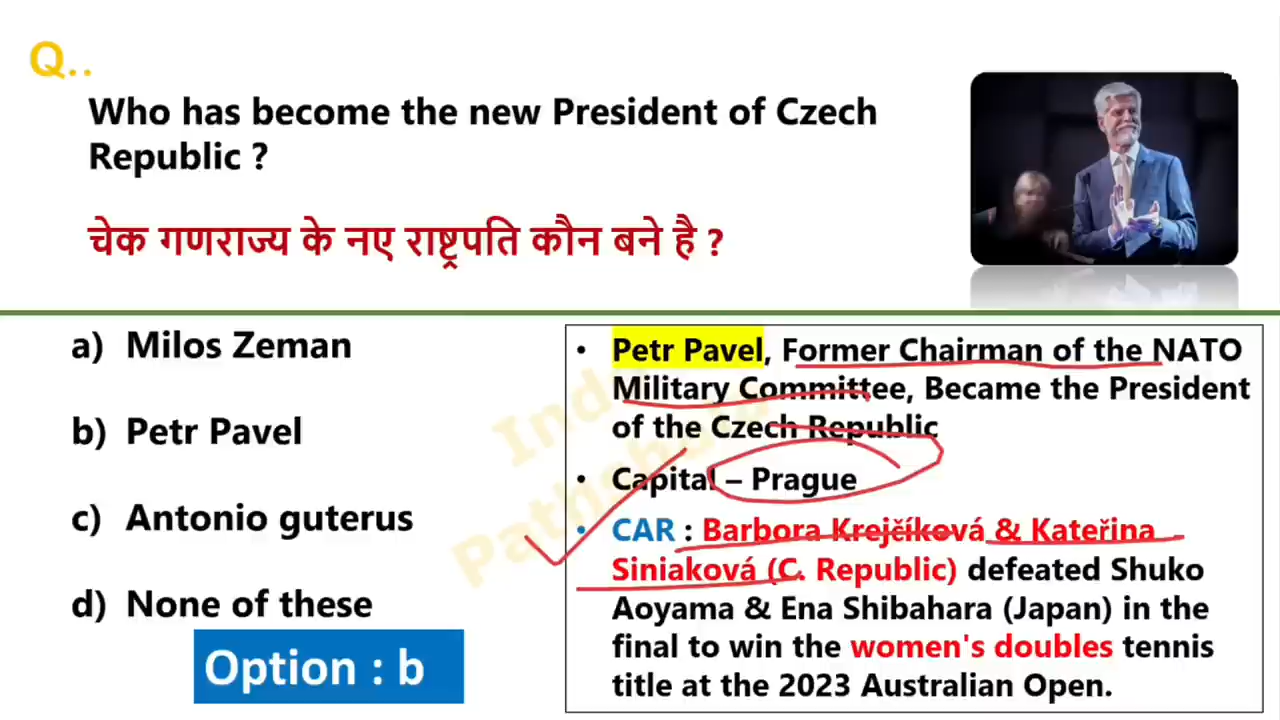 Q..
Who has become the new President of Czech
Republic ?
चेक गणराज्य के नए राष्ट्रपति कौन बने है ?
a) Milos Zeman
b) Petr Pavel
c) Antonio guterus
d) None of these
Option : b
• Petr Pavel, Former Chairman of the NATO
Military Committee, Became the President
of the Czech Republic
• Capital – Prague
• CAR : Barbora Krejčíková & Kateřina
Siniaková (C. Republic) defeated Shuko
Aoyama & Ena Shibahara (Japan) in the
final to win the women's doubles tennis
title at the 2023 Australian Open.